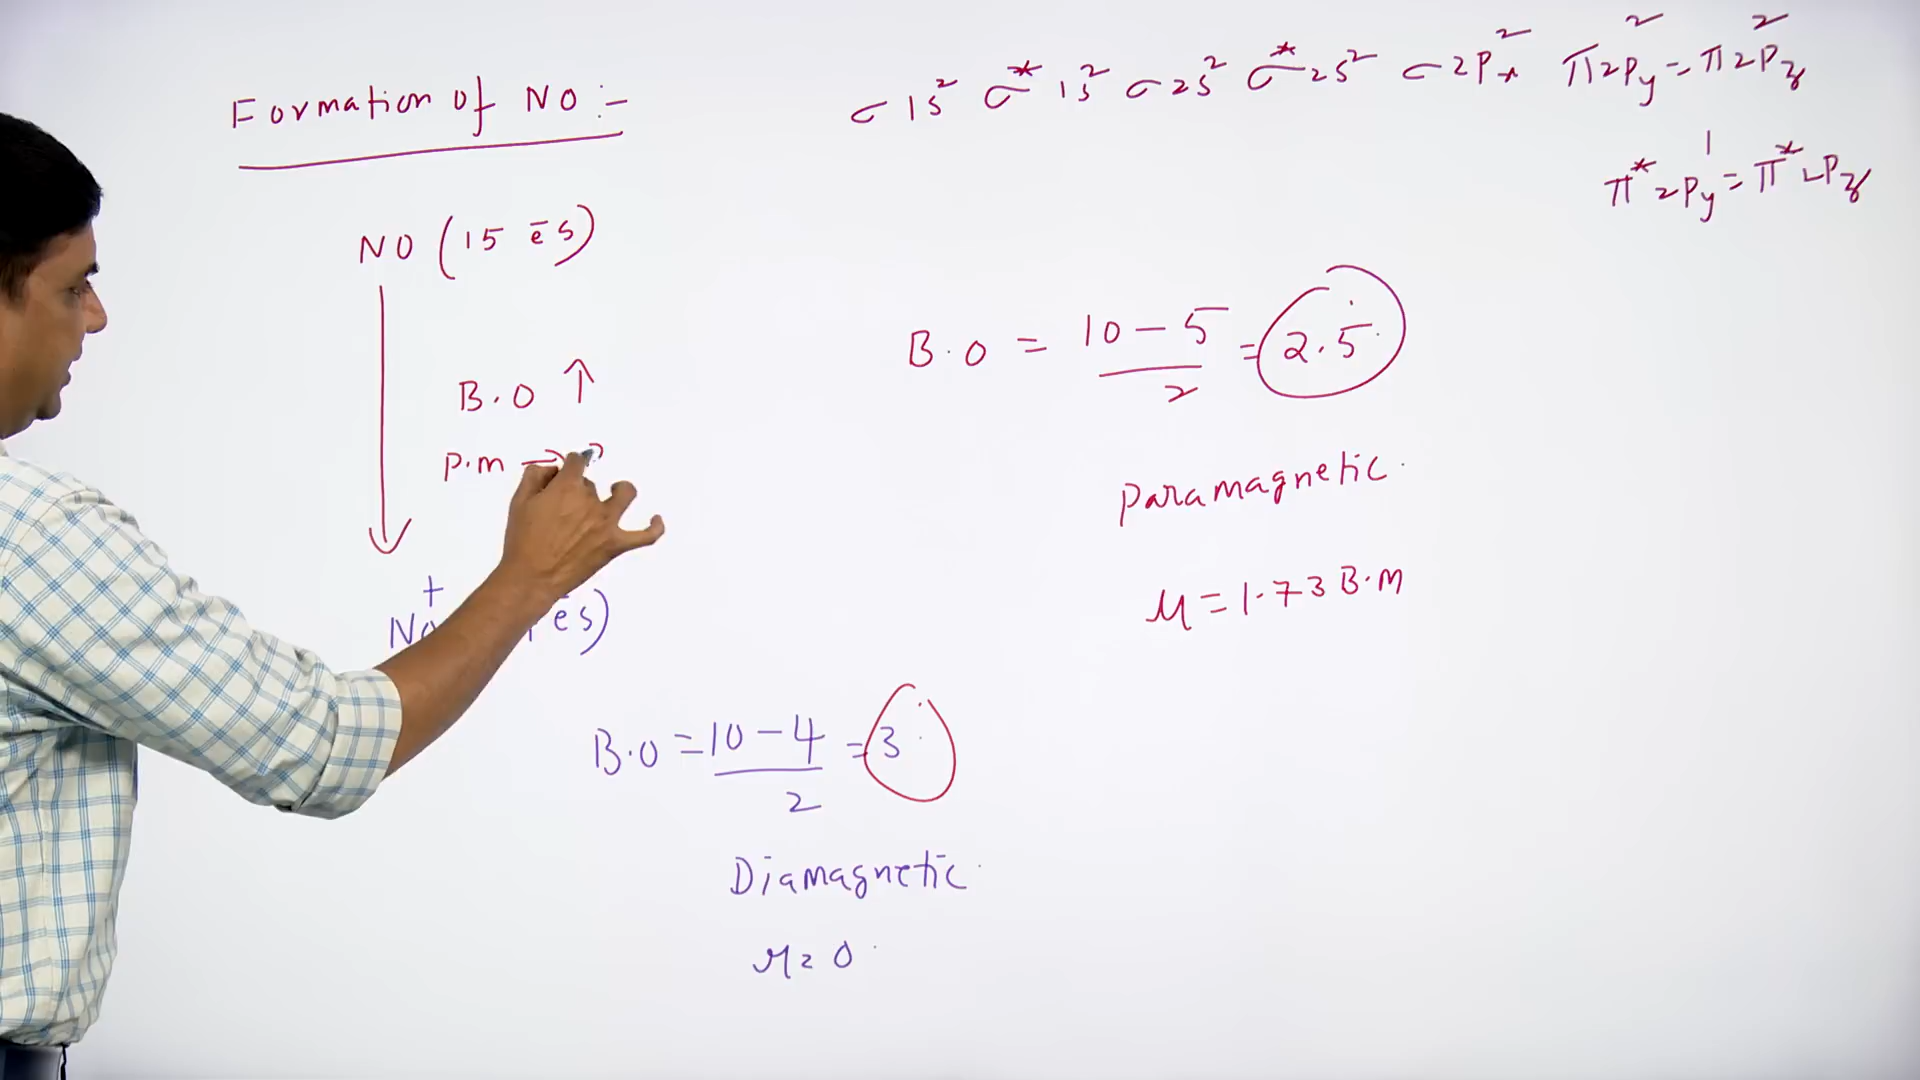 Formation of NO :-
σ1s² σ*1s² σ2s² σ*2s² σ2Px² π2Py² = π2Pz²
π*2Py¹ = π*2Pz
NO (15 ēs)
B.O = 10 - 5 / 2 = 2.5
B.O ↑
P.m →
Paramagnetic.
μ = 1.73 B.M
NO⁺ ēs)
B.O = 10 - 4 / 2 = 3
Diamagnetic
μ = 0